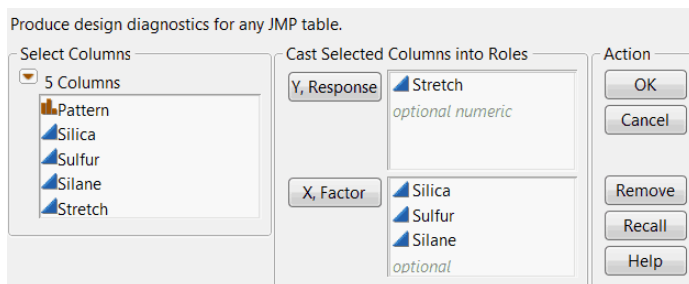 Produce design diagnostics for any JMP table.
Select Columns
5 Columns
Pattern
Silica
Sulfur
Silane
Stretch
Cast Selected Columns into Roles
Y, Response
Stretch
optional numeric
X, Factor
Silica
Sulfur
Silane
optional
Action
OK
Cancel
Remove
Recall
Help